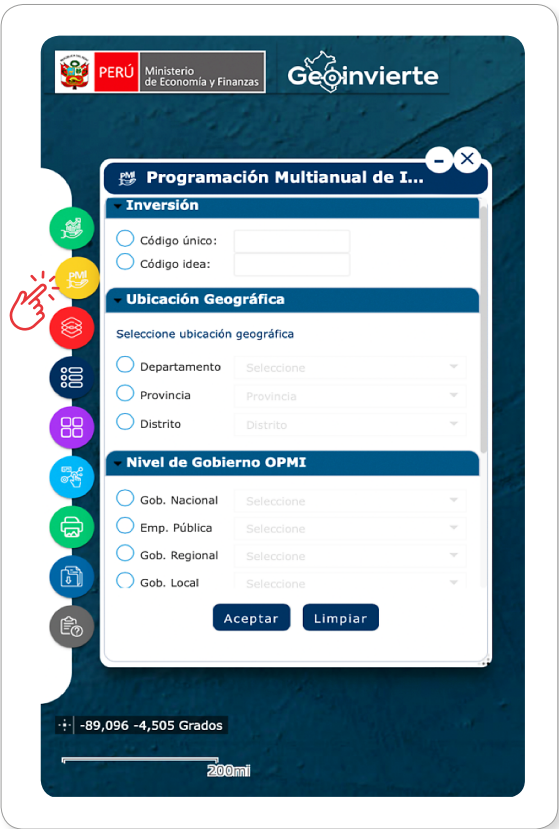 PERÚ
Ministerio
de Economía y Finanzas
Geoinvierte
PMI
Programación Multianual de I...
Inversión
Código único:
Código idea:
PMI
Ubicación Geográfica
Seleccione ubicación geográfica
Departamento Seleccione
Provincia Provincia
Distrito Distrito
Nivel de Gobierno OPMI
Gob. Nacional Seleccione
Emp. Pública Seleccione
Gob. Regional Seleccione
Gob. Local Seleccione
Aceptar Limpiar
-89,096 -4,505 Grados
200mi